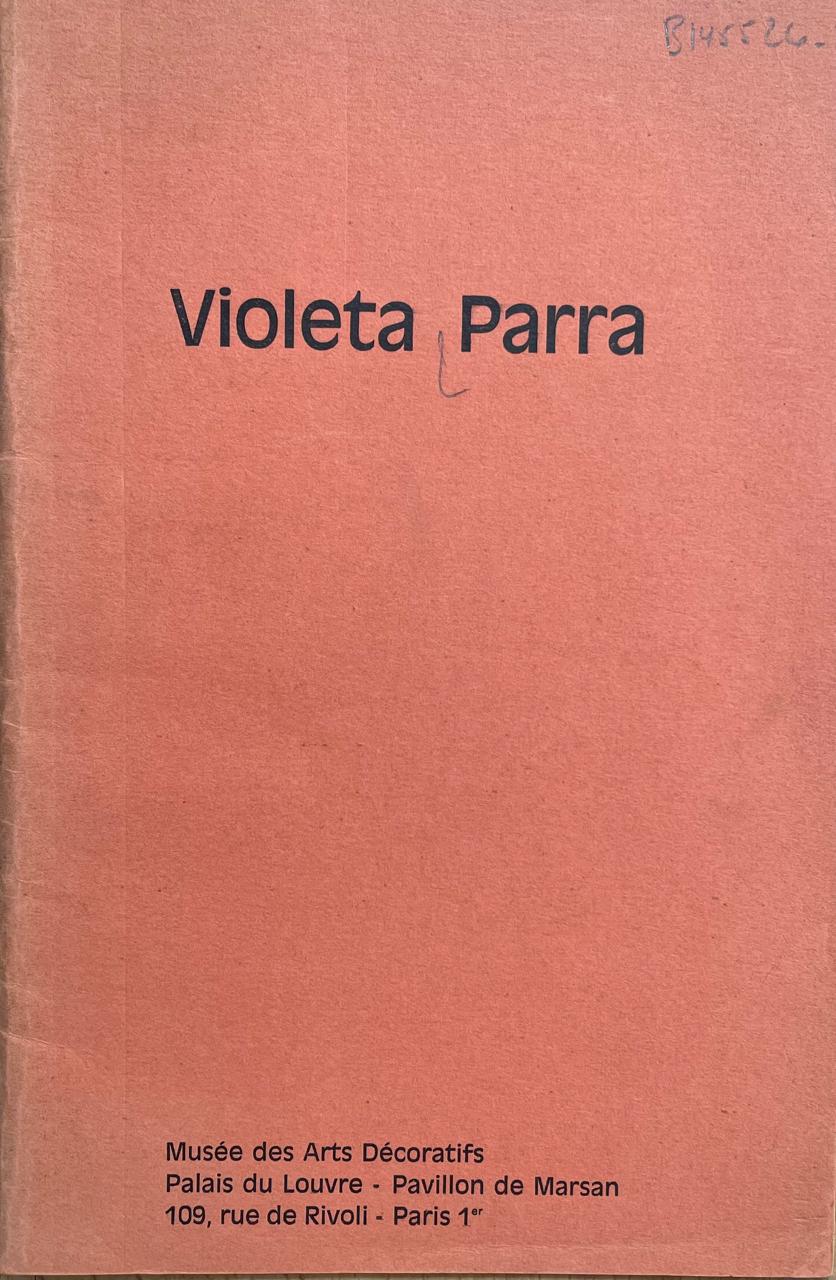 B145526-
Violeta Parra
Musée des Arts Décoratifs
Palais du Louvre - Pavillon de Marsan
109, rue de Rivoli - Paris 1er